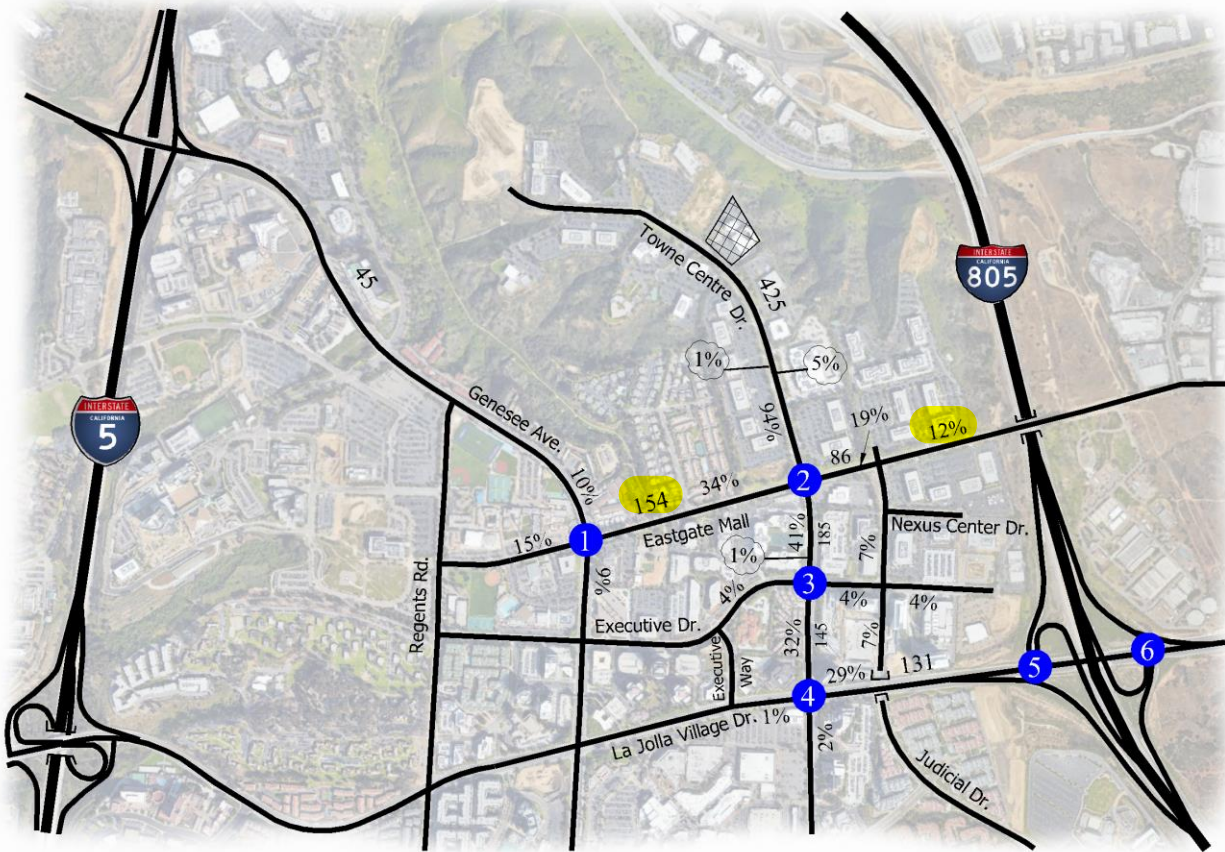 INTERSTATE
CALIFORNIA
805
Towne Centre Dr.
425
45
1%
5%
INTERSTATE
CALIFORNIA
5
Genesee Ave.
94%
19%
12%
86
2
10%
154
34%
Eastgate Mall
1
15%
41%
185
Nexus Center Dr.
1%
7%
9%
3
4%
4%
4%
Regents Rd.
Executive Dr.
32%
145
7%
Executive Way
29%
131
5
6
4
1%
La Jolla Village Dr.
2%
Judicial Dr.